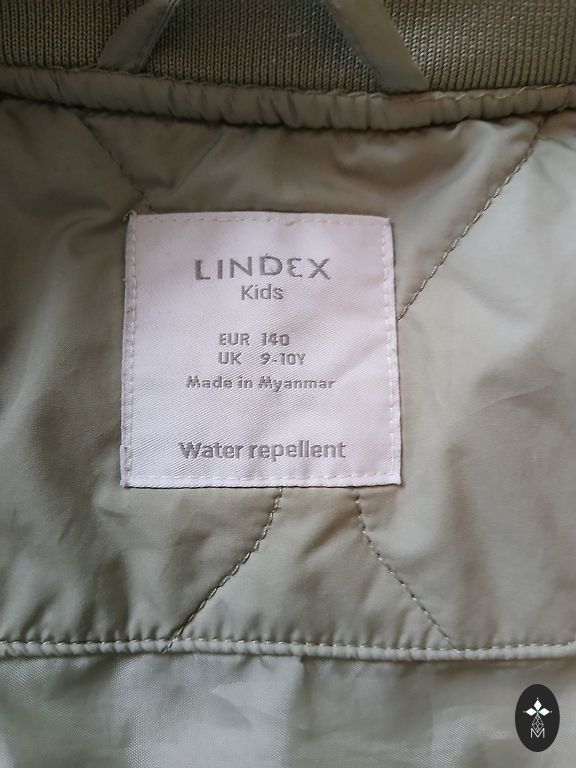 LINDEX
Kids
EUR 140
UK 9-10Y
Made in Myanmar
Water repellent
M